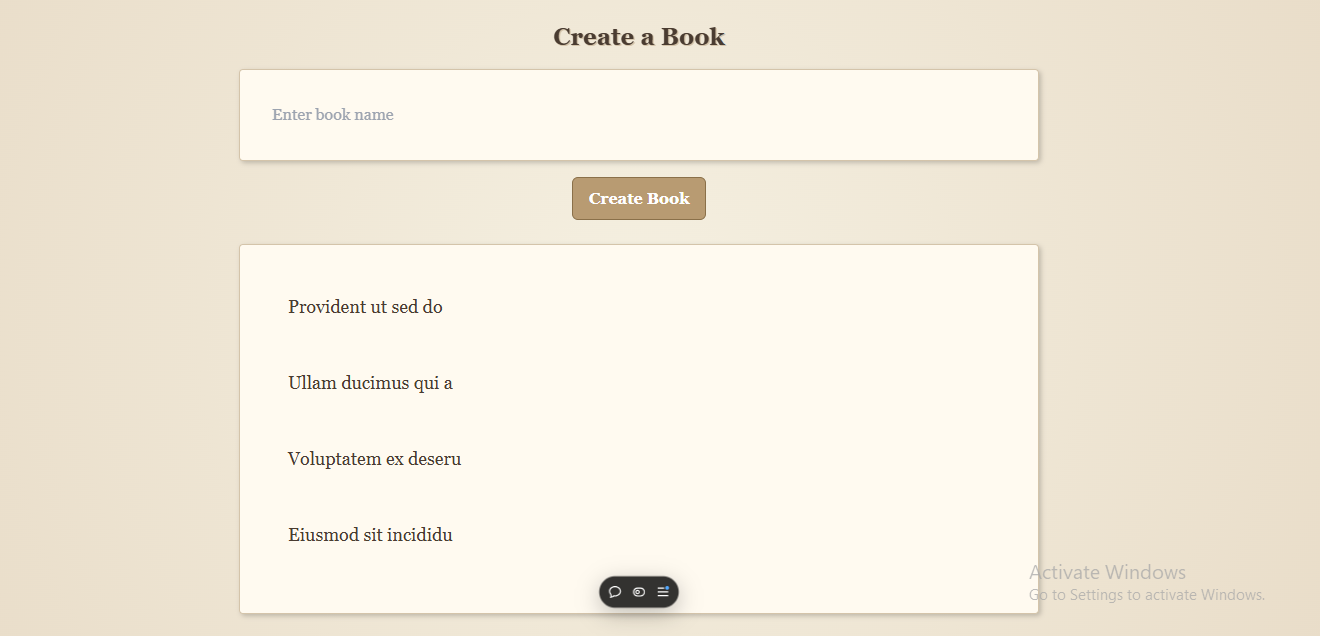 Create a Book
Enter book name
Create Book
Provident ut sed do
Ullam ducimus qui a
Voluptatem ex deseru
Eiusmod sit incididu
Activate Windows
Go to Settings to activate Windows.